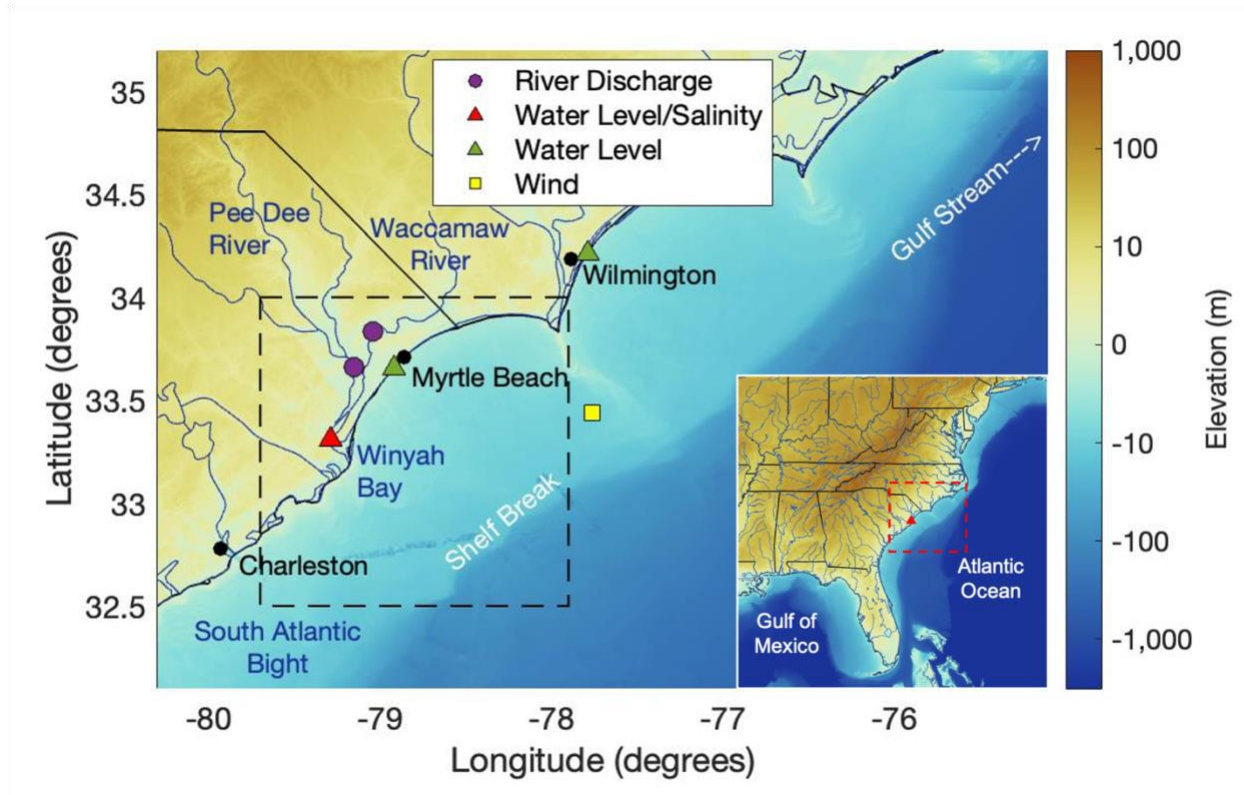 River Discharge
Water Level/Salinity
Water Level
Wind
Pee Dee
River
Waccamaw
River
Wilmington
Myrtle Beach
Winyah
Bay
Charleston
Shelf Break
Gulf Stream--->
South Atlantic
Bight
Atlantic
Ocean
Gulf of
Mexico
35
34.5
34
33.5
33
32.5
Latitude (degrees)
-80
-79
-78
-77
-76
Longitude (degrees)
1,000
100
10
0
-10
-100
-1,000
Elevation (m)